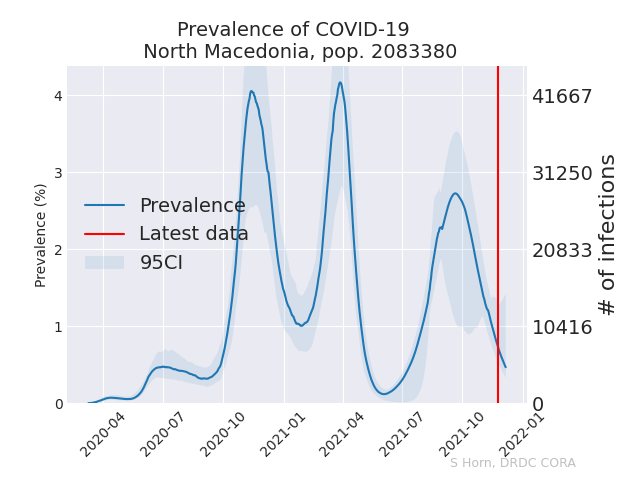 Prevalence of COVID-19
North Macedonia, pop. 2083380
4
3
2
1
0
Prevalence (%)
Prevalence
Latest data
95CI
41667
31250
20833
10416
0
# of infections
2020-04
2020-07
2020-10
2021-01
2021-04
2021-07
2021-10
2022-01
S Horn, DRDC CORA